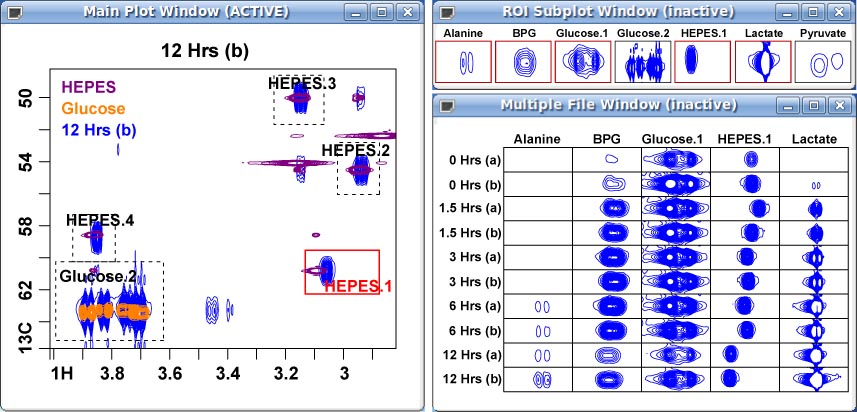 Main Plot Window (ACTIVE)
12 Hrs (b)
HEPES
Glucose
12 Hrs (b)
HEPES.3
HEPES.2
HEPES.4
Glucose.2
HEPES.1
50
54
58
62
13C
1H 3.8 3.6 3.4 3.2 3
ROI Subplot Window (inactive)
Alanine BPG Glucose.1 Glucose.2 HEPES.1 Lactate Pyruvate
Multiple File Window (inactive)
Alanine BPG Glucose.1 HEPES.1 Lactate
0 Hrs (a)
0 Hrs (b)
1.5 Hrs (a)
1.5 Hrs (b)
3 Hrs (a)
3 Hrs (b)
6 Hrs (a)
6 Hrs (b)
12 Hrs (a)
12 Hrs (b)